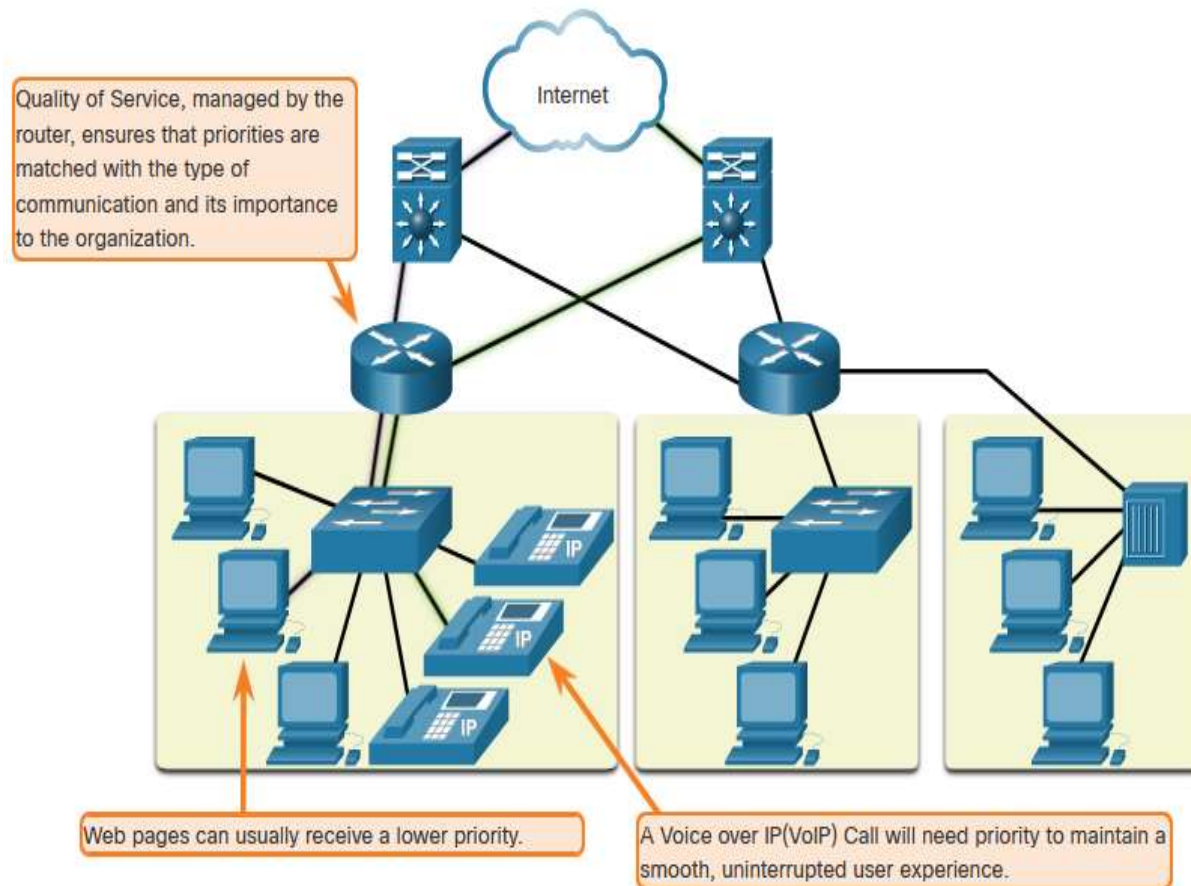 Internet
Quality of Service, managed by the
router, ensures that priorities are
matched with the type of
communication and its importance
to the organization.
IP
IP
IP
Web pages can usually receive a lower priority.
A Voice over IP(VoIP) Call will need priority to maintain a
smooth, uninterrupted user experience.